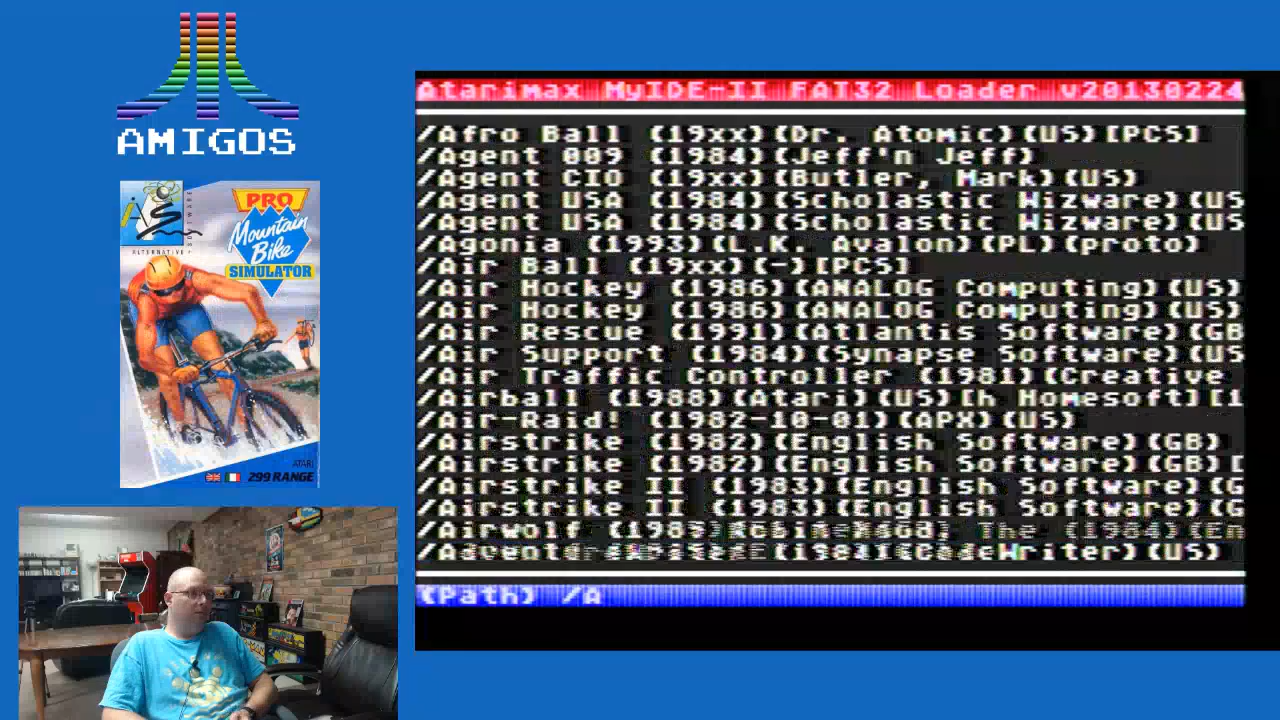 AMIGOS
ALTERNATIVE
SOFTWARE
PRO
Mountain
Bike
SIMULATOR
ATARI
299 RANGE
Atarimax MyIDE-II FAT32 Loader v20130224
/Afro Ball (19xx)(Dr. Atomic)(US)[PCS]
/Agent 009 (1984)(Jeff'n Jeff)
/Agent CIO (19xx)(Butler, Mark)(US)
/Agent USA (1984)(Scholastic Wizware)(US
/Agent USA (1984)(Scholastic Wizware)(US
/Agonia (1993)(L.K. Avalon)(PL)(proto)
/Air Ball (19xx)(-)[PCS]
/Air Hockey (1986)(ANALOG Computing)(US)
/Air Hockey (1986)(ANALOG Computing)(US)
/Air Rescue (1991)(Atlantis Software)(GB
/Air Support (1984)(Synapse Software)(US
/Air Traffic Controller (1981)(Creative
/Airball (1988)(Atari)(US)[h Homesoft][1
/Air-Raid! (1982-10-01)(APX)(US)
/Airstrike (1982)(English Software)(GB)
/Airstrike (1982)(English Software)(GB)[
/Airstrike II (1983)(English Software)(G
/Airstrike II (1983)(English Software)(G
/Airwolf
(1984)(CodeWriter)(US)
(Path) /A